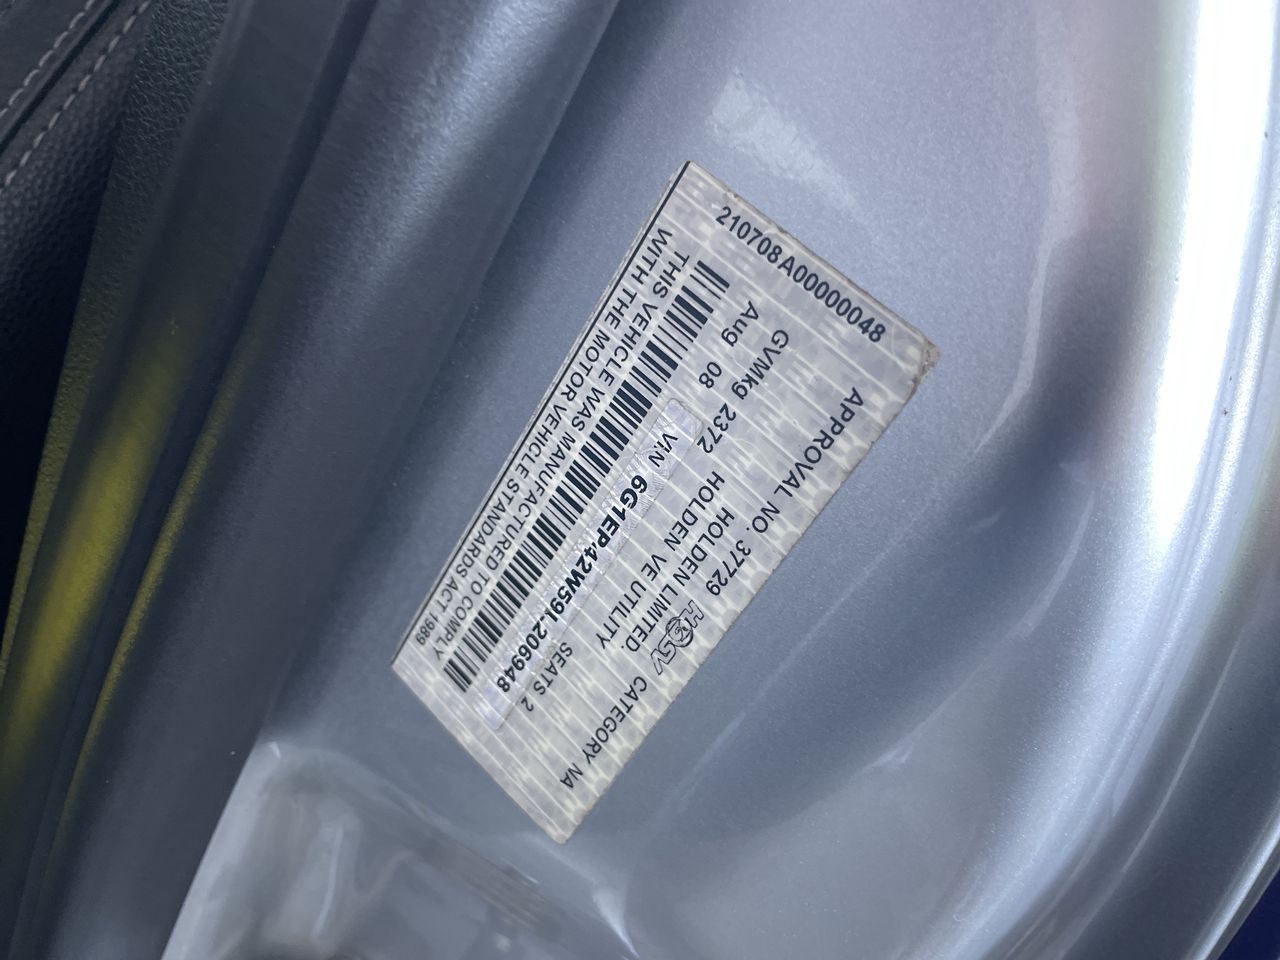 APPROVAL NO. 37729 HSV CATEGORY NA
HOLDEN LIMITED.
GVMkg 2372 HOLDEN VE UTILITY
Aug 08 SEATS 2
VIN 6G1EP42W59L206948
THIS VEHICLE WAS MANUFACTURED TO COMPLY
WITH THE MOTOR VEHICLE STANDARDS ACT 1989
210708A00000048